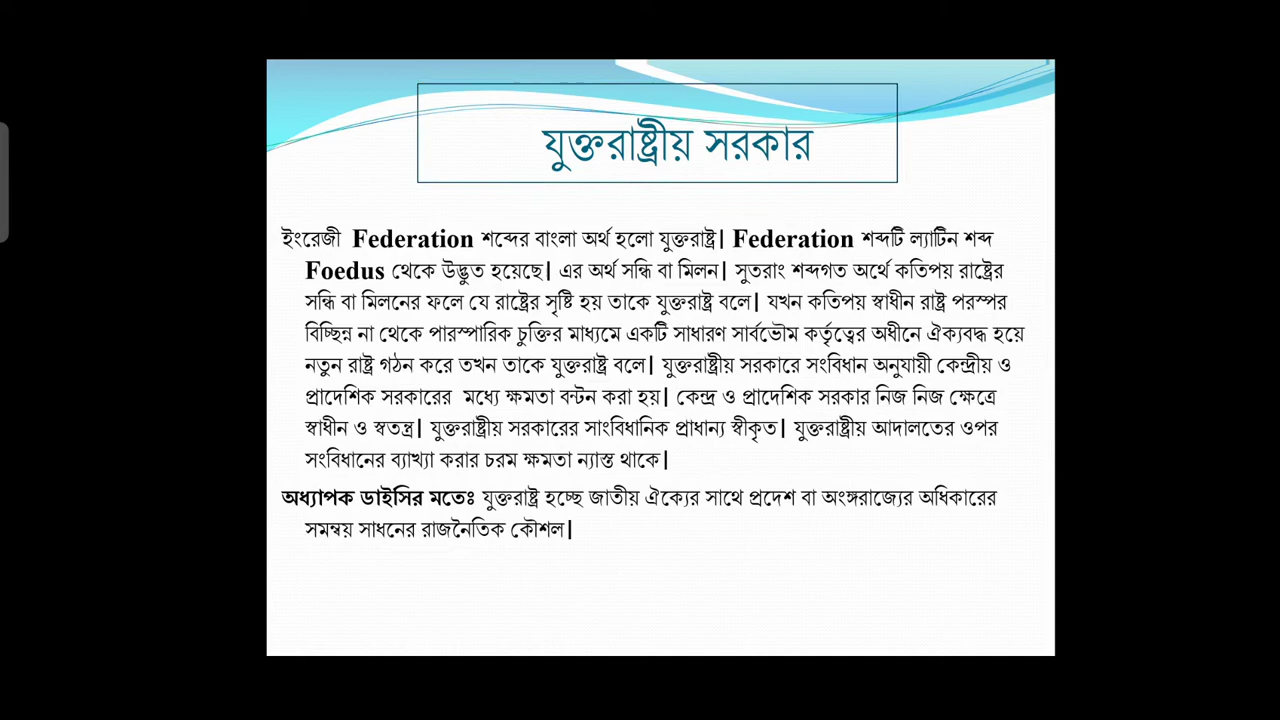 যুক্তরাষ্ট্রীয় সরকার
ইংরেজী Federation শব্দের বাংলা অর্থ হলো যুক্তরাষ্ট্র। Federation শব্দটি ল্যাটিন শব্দ
Foedus থেকে উদ্ভুত হয়েছে। এর অর্থ সন্ধি বা মিলন। সুতরাং শব্দগত অর্থে কতিপয় রাষ্ট্রের
সন্ধি বা মিলনের ফলে যে রাষ্ট্রের সৃষ্টি হয় তাকে যুক্তরাষ্ট্র বলে। যখন কতিপয় স্বাধীন রাষ্ট্র পরস্পর
বিচ্ছিন্ন না থেকে পারস্পারিক চুক্তির মাধ্যমে একটি সাধারণ সার্বভৌম কর্তৃত্বের অধীনে ঐক্যবদ্ধ হয়ে
নতুন রাষ্ট্র গঠন করে তখন তাকে যুক্তরাষ্ট্র বলে। যুক্তরাষ্ট্রীয় সরকারে সংবিধান অনুযায়ী কেন্দ্রীয় ও
প্রাদেশিক সরকারের মধ্যে ক্ষমতা বন্টন করা হয়। কেন্দ্র ও প্রাদেশিক সরকার নিজ নিজ ক্ষেত্রে
স্বাধীন ও স্বতন্ত্র। যুক্তরাষ্ট্রীয় সরকারের সাংবিধানিক প্রাধান্য স্বীকৃত। যুক্তরাষ্ট্রীয় আদালতের ওপর
সংবিধানের ব্যাখ্যা করার চরম ক্ষমতা ন্যাস্ত থাকে।
অধ্যাপক ডাইসির মতেঃ যুক্তরাষ্ট্র হচ্ছে জাতীয় ঐক্যের সাথে প্রদেশ বা অংঙ্গরাজ্যের অধিকারের
সমন্বয় সাধনের রাজনৈতিক কৌশল।